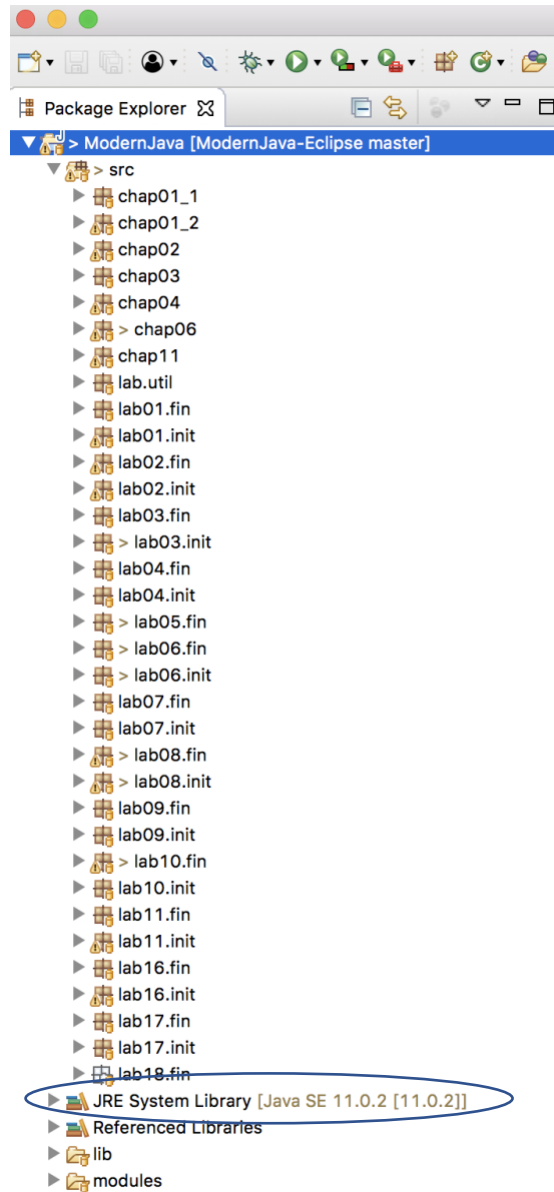 Package Explorer
> ModernJava [ModernJava-Eclipse master]
> src
chap01_1
chap01_2
chap02
chap03
chap04
> chap06
chap11
lab.util
lab01.fin
lab01.init
lab02.fin
lab02.init
lab03.fin
> lab03.init
lab04.fin
lab04.init
> lab05.fin
> lab06.fin
> lab06.init
lab07.fin
lab07.init
> lab08.fin
> lab08.init
lab09.fin
lab09.init
> lab10.fin
lab10.init
lab11.fin
lab11.init
lab16.fin
lab16.init
lab17.fin
lab17.init
lab18.fin
JRE System Library [Java SE 11.0.2 [11.0.2]]
Referenced Libraries
lib
modules